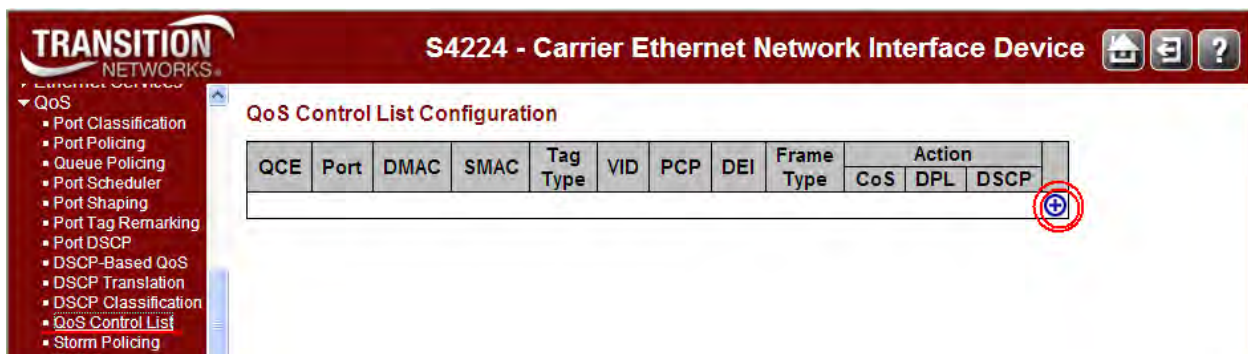 TRANSITION
NETWORKS®
S4224 - Carrier Ethernet Network Interface Device
?
Ethernet Services
QoS
Port Classification
Port Policing
Queue Policing
Port Scheduler
Port Shaping
Port Tag Remarking
Port DSCP
DSCP-Based QoS
DSCP Translation
DSCP Classification
QoS Control List
Storm Policing
QoS Control List Configuration
QCE Port DMAC SMAC Tag Type VID PCP DEI Frame Type Action
CoS DPL DSCP